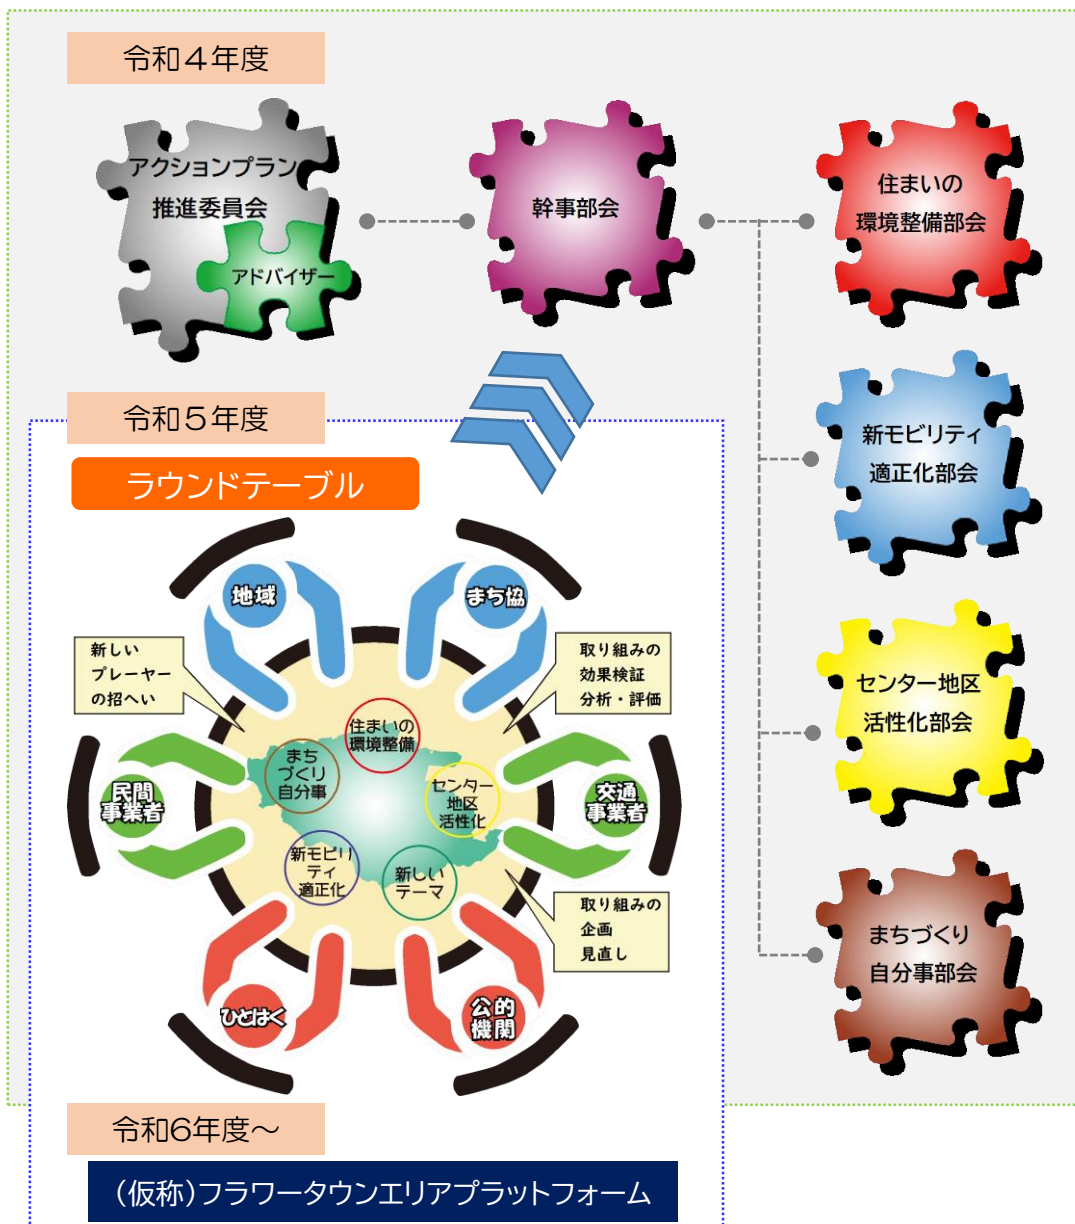 令和４年度
アクションプラン
推進委員会
アドバイザー
幹事部会
住まいの
環境整備部会
新モビリティ
適正化部会
センター地区
活性化部会
まちづくり
自分事部会
令和５年度
ラウンドテーブル
地域
まち協
新しい
プレーヤー
の招へい
取り組みの
効果検証
分析・評価
住まいの
環境整備
まち
づくり
自分事
センター
地区
活性化
民間
事業者
交通
事業者
新モビリ
ティ
適正化
新しい
テーマ
取り組みの
企画
見直し
ひとはく
公的
機関
令和６年度～
（仮称）フラワータウンエリアプラットフォーム